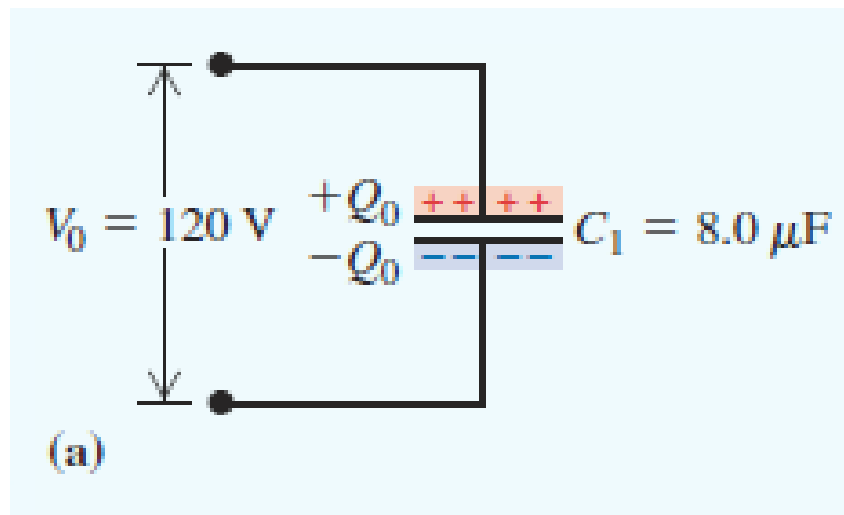 V₀ = 120 V
+Q₀
++ ++
−Q₀
−− −−
C₁ = 8.0 μF
(a)